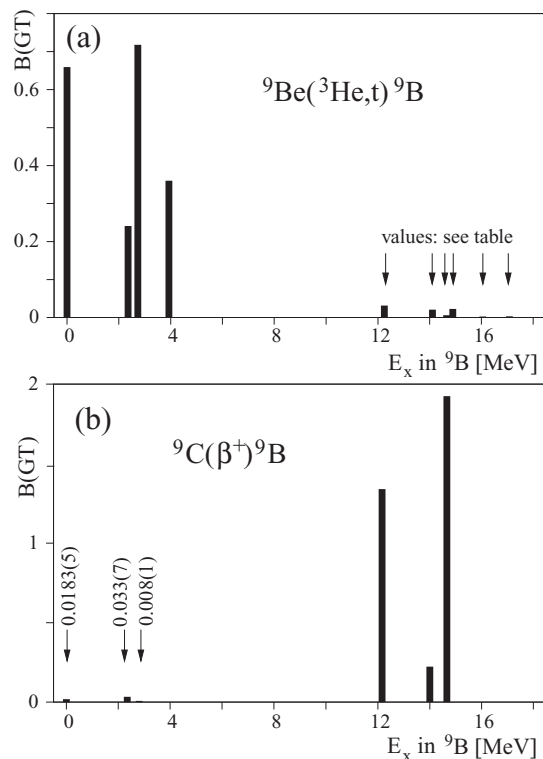 (a)
B(GT)
⁹Be(³He,t)⁹B
0.6
0.4
0.2
0
values: see table
0 4 8 12 16
Eₓ in ⁹B [MeV]
(b)
B(GT)
⁹C(β⁺)⁹B
2
1
0
0.0183(5)
0.033(7)
0.008(1)
0 4 8 12 16
Eₓ in ⁹B [MeV]